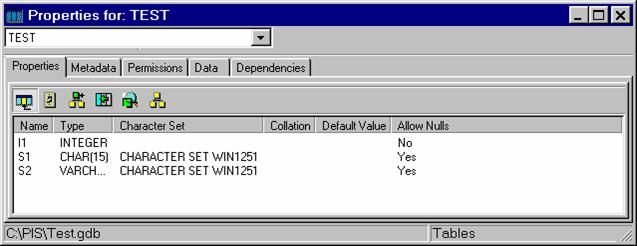 Properties for: TEST
TEST
Properties Metadata Permissions Data Dependencies
Name Type Character Set Collation Default Value Allow Nulls
I1 INTEGER No
S1 CHAR(15) CHARACTER SET WIN1251 Yes
S2 VARCH... CHARACTER SET WIN1251 Yes
C:\PIS\Test.gdb Tables